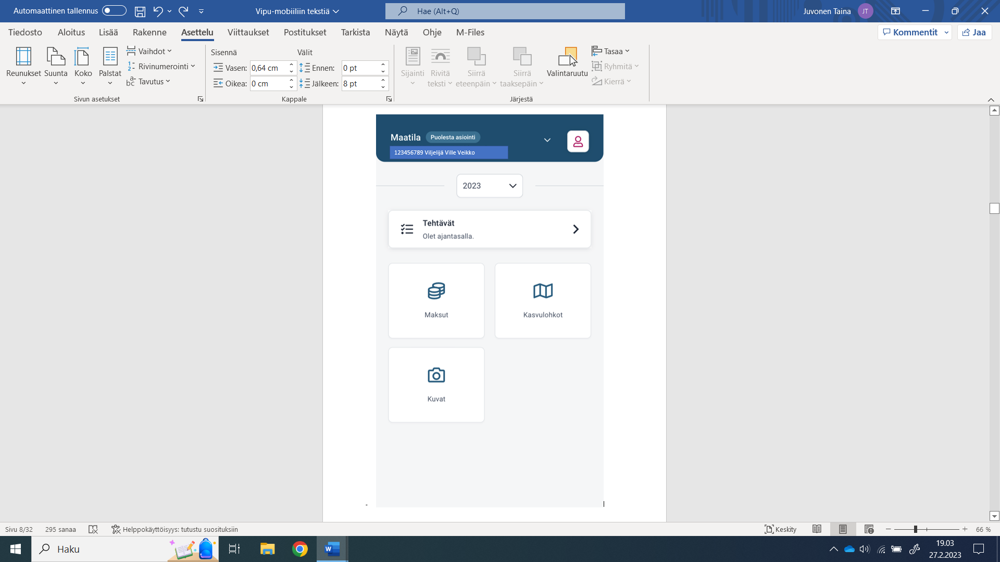 Automaattinen tallennus
Vipu-mobiiliin tekstiä
Hae (Alt+Q)
Juvonen Taina
JT
Tiedosto
Aloitus
Lisää
Rakenne
Asettelu
Viittaukset
Postitukset
Tarkista
Näytä
Ohje
M-Files
Kommentit
Jaa
Reunukset
Suunta
Koko
Palstat
Vaihdot
Rivinumerointi
Tavutus
Sivun asetukset
Sisennä
Välit
Vasen: 0,64 cm
Ennen: 0 pt
Oikea: 0 cm
Jälkeen: 8 pt
Kappale
Sijainti
Rivitä
teksti
Siirrä
eteenpäin
Siirrä
taaksepäin
Valintaruutu
Tasaa
Ryhmitä
Kierrä
Järjestä
Maatila
Puolesta asiointi
123456789 Viljelijä Ville Veikko
2023
Tehtävät
Olet ajantasalla.
Maksut
Kasvulohkot
Kuvat
-
Sivu 8/32
295 sanaa
Helppokäyttöisyys: tutustu suosituksiin
Keskity
66 %
Haku
19.03
27.2.2023